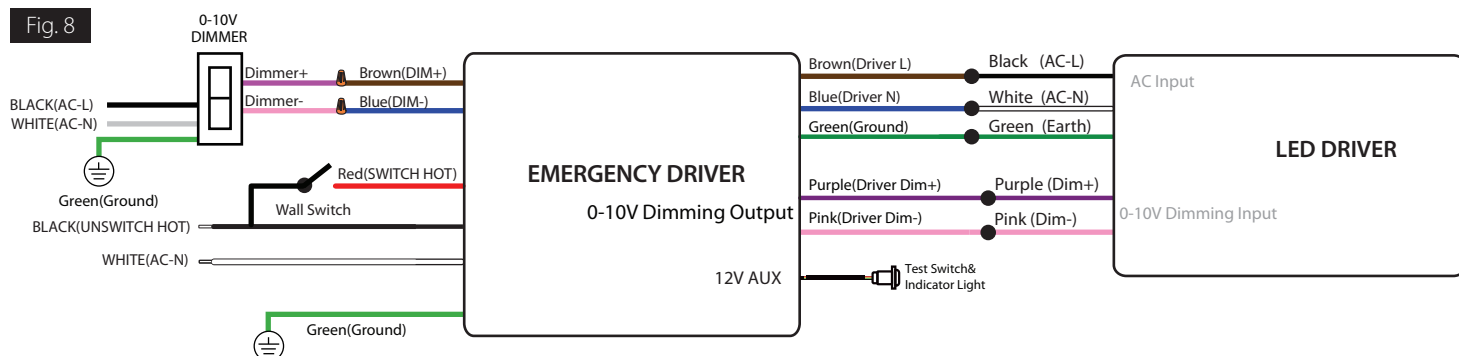 Fig. 8
0-10V
DIMMER
Dimmer+
Brown(DIM+)
Dimmer-
Blue(DIM-)
BLACK(AC-L)
WHITE(AC-N)
Green(Ground)
Red(SWITCH HOT)
Wall Switch
BLACK(UNSWITCH HOT)
WHITE(AC-N)
Green(Ground)
EMERGENCY DRIVER
0-10V Dimming Output
12V AUX
Brown(Driver L)
Black (AC-L)
Blue(Driver N)
White (AC-N)
Green(Ground)
Green (Earth)
Purple(Driver Dim+)
Purple (Dim+)
Pink(Driver Dim-)
Pink (Dim-)
Test Switch&
Indicator Light
AC Input
LED DRIVER
0-10V Dimming Input